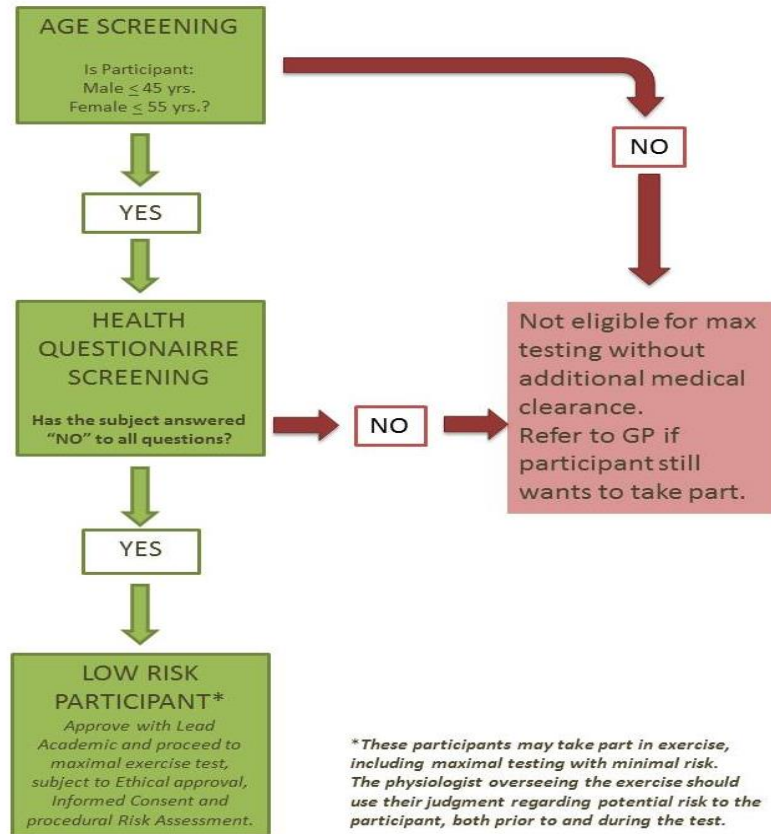 AGE SCREENING
Is Participant:
Male ≤ 45 yrs.
Female ≤ 55 yrs.?
NO
YES
HEALTH
QUESTIONAIRRE
SCREENING
Has the subject answered
“NO” to all questions?
NO
Not eligible for max
testing without
additional medical
clearance.
Refer to GP if
participant still
wants to take part.
YES
LOW RISK
PARTICIPANT*
Approve with Lead
Academic and proceed to
maximal exercise test,
subject to Ethical approval,
Informed Consent and
procedural Risk Assessment.
*These participants may take part in exercise,
including maximal testing with minimal risk.
The physiologist overseeing the exercise should
use their judgment regarding potential risk to the
participant, both prior to and during the test.